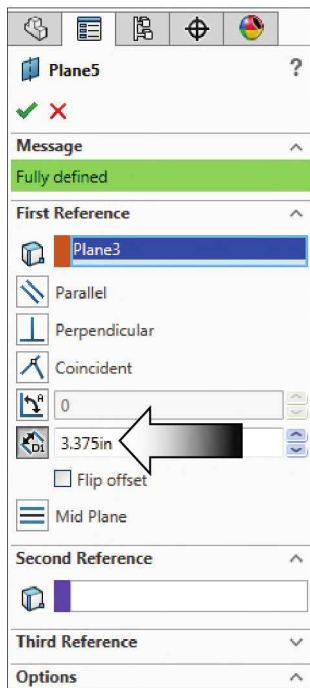 Plane5
?
Message
Fully defined
First Reference
Plane3
Parallel
Perpendicular
Coincident
A
0
D1
3.375in
Flip offset
Mid Plane
Second Reference
Third Reference
Options